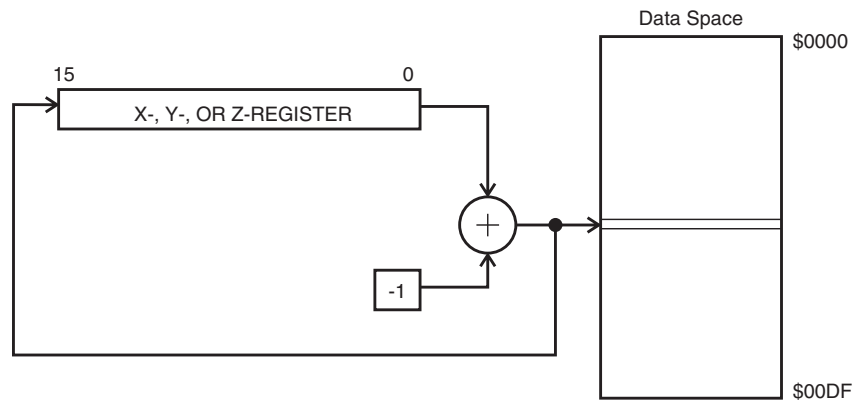 Data Space
$0000
15
0
X-, Y-, OR Z-REGISTER
+
-1
$00DF